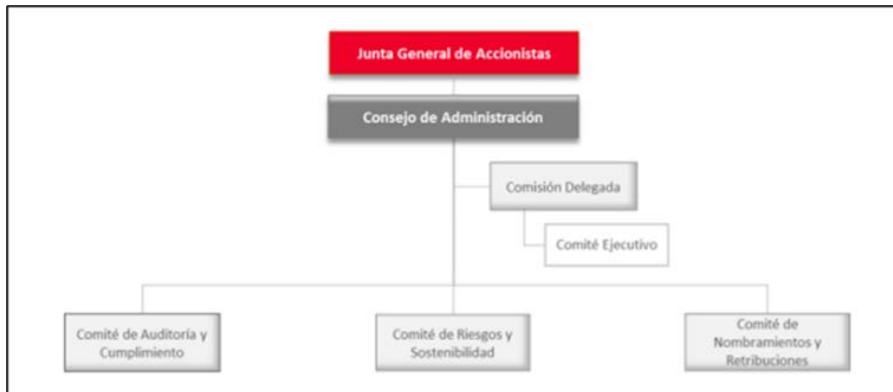 Junta General de Accionistas
Consejo de Administración
Comisión Delegada
Comité Ejecutivo
Comité de Auditoría y
Cumplimiento
Comité de Riesgos y
Sostenibilidad
Comité de
Nombramientos y
Retribuciones